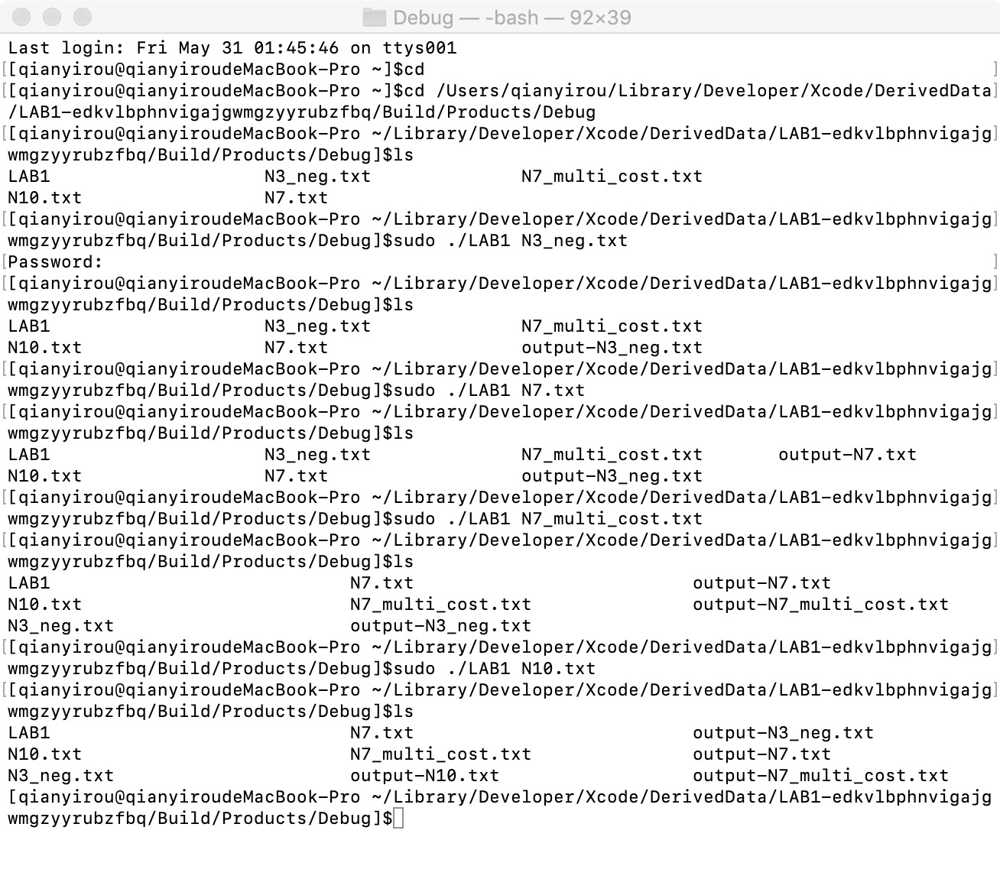 Debug — -bash — 92×39
Last login: Fri May 31 01:45:46 on ttys001
[[qianyirou@qianyiroudeMacBook-Pro ~]$cd ]
[[qianyirou@qianyiroudeMacBook-Pro ~]$cd /Users/qianyirou/Library/Developer/Xcode/DerivedData]
/LAB1-edkvlbphnvigajgwmgzyyrubzfbq/Build/Products/Debug
[[qianyirou@qianyiroudeMacBook-Pro ~/Library/Developer/Xcode/DerivedData/LAB1-edkvlbphnvigajg]
wmgzyyrubzfbq/Build/Products/Debug]$ls
LAB1 N3_neg.txt N7_multi_cost.txt
N10.txt N7.txt
[[qianyirou@qianyiroudeMacBook-Pro ~/Library/Developer/Xcode/DerivedData/LAB1-edkvlbphnvigajg]
wmgzyyrubzfbq/Build/Products/Debug]$sudo ./LAB1 N3_neg.txt
[Password: ]
[[qianyirou@qianyiroudeMacBook-Pro ~/Library/Developer/Xcode/DerivedData/LAB1-edkvlbphnvigajg]
wmgzyyrubzfbq/Build/Products/Debug]$ls
LAB1 N3_neg.txt N7_multi_cost.txt
N10.txt N7.txt output-N3_neg.txt
[[qianyirou@qianyiroudeMacBook-Pro ~/Library/Developer/Xcode/DerivedData/LAB1-edkvlbphnvigajg]
wmgzyyrubzfbq/Build/Products/Debug]$sudo ./LAB1 N7.txt
[[qianyirou@qianyiroudeMacBook-Pro ~/Library/Developer/Xcode/DerivedData/LAB1-edkvlbphnvigajg]
wmgzyyrubzfbq/Build/Products/Debug]$ls
LAB1 N3_neg.txt N7_multi_cost.txt output-N7.txt
N10.txt N7.txt output-N3_neg.txt
[[qianyirou@qianyiroudeMacBook-Pro ~/Library/Developer/Xcode/DerivedData/LAB1-edkvlbphnvigajg]
wmgzyyrubzfbq/Build/Products/Debug]$sudo ./LAB1 N7_multi_cost.txt
[[qianyirou@qianyiroudeMacBook-Pro ~/Library/Developer/Xcode/DerivedData/LAB1-edkvlbphnvigajg]
wmgzyyrubzfbq/Build/Products/Debug]$ls
LAB1 N7.txt output-N7.txt
N10.txt N7_multi_cost.txt output-N7_multi_cost.txt
N3_neg.txt output-N3_neg.txt
[[qianyirou@qianyiroudeMacBook-Pro ~/Library/Developer/Xcode/DerivedData/LAB1-edkvlbphnvigajg]
wmgzyyrubzfbq/Build/Products/Debug]$sudo ./LAB1 N10.txt
[[qianyirou@qianyiroudeMacBook-Pro ~/Library/Developer/Xcode/DerivedData/LAB1-edkvlbphnvigajg]
wmgzyyrubzfbq/Build/Products/Debug]$ls
LAB1 N7.txt output-N3_neg.txt
N10.txt N7_multi_cost.txt output-N7.txt
N3_neg.txt output-N10.txt output-N7_multi_cost.txt
[qianyirou@qianyiroudeMacBook-Pro ~/Library/Developer/Xcode/DerivedData/LAB1-edkvlbphnvigajg
wmgzyyrubzfbq/Build/Products/Debug]$